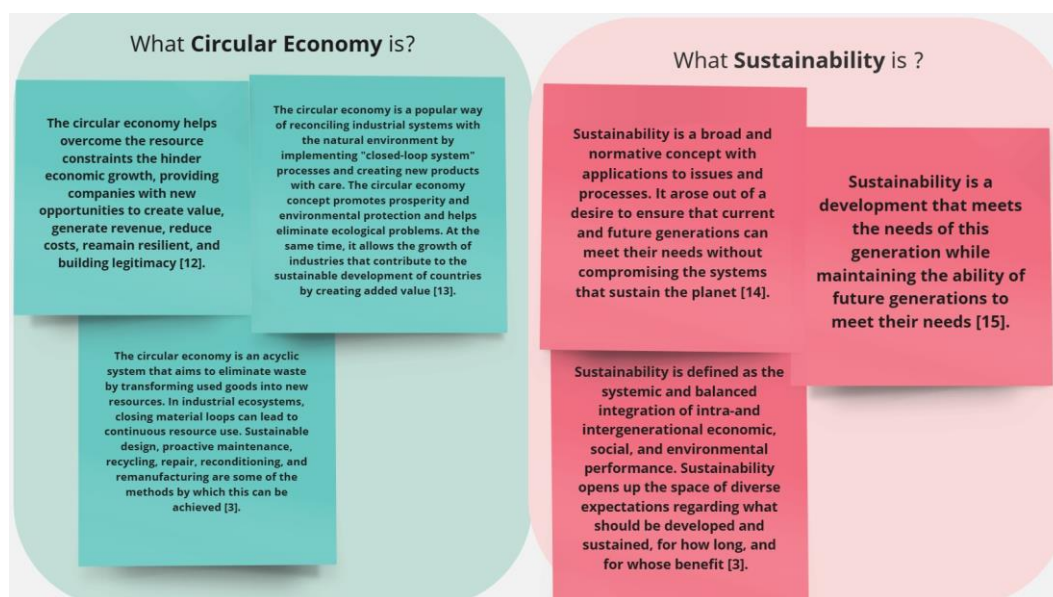 What Circular Economy is?
The circular economy helps
overcome the resource
constraints the hinder
economic growth, providing
companies with new
opportunities to create value,
generate revenue, reduce
costs, reamain resilient, and
building legitimacy [12].
The circular economy is a popular way
of reconciling industrial systems with
the natural environment by
implementing "closed-loop system"
processes and creating new products
with care. The circular economy
concept promotes prosperity and
environmental protection and helps
eliminate ecological problems. At the
same time, it allows the growth of
industries that contribute to the
sustainable development of countries
by creating added value [13].
The circular economy is an acyclic
system that aims to eliminate waste
by transforming used goods into new
resources. In industrial ecosystems,
closing material loops can lead to
continuous resource use. Sustainable
design, proactive maintenance,
recycling, repair, reconditioning, and
remanufacturing are some of the
methods by which this can be
achieved [3].
What Sustainability is ?
Sustainability is a broad and
normative concept with
applications to issues and
processes. It arose out of a
desire to ensure that current
and future generations can
meet their needs without
compromising the systems
that sustain the planet [14].
Sustainability is a
development that meets
the needs of this
generation while
maintaining the ability of
future generations to
meet their needs [15].
Sustainability is defined as the
systemic and balanced
integration of intra-and
intergenerational economic,
social, and environmental
performance. Sustainability
opens up the space of diverse
expectations regarding what
should be developed and
sustained, for how long, and
for whose benefit [3].